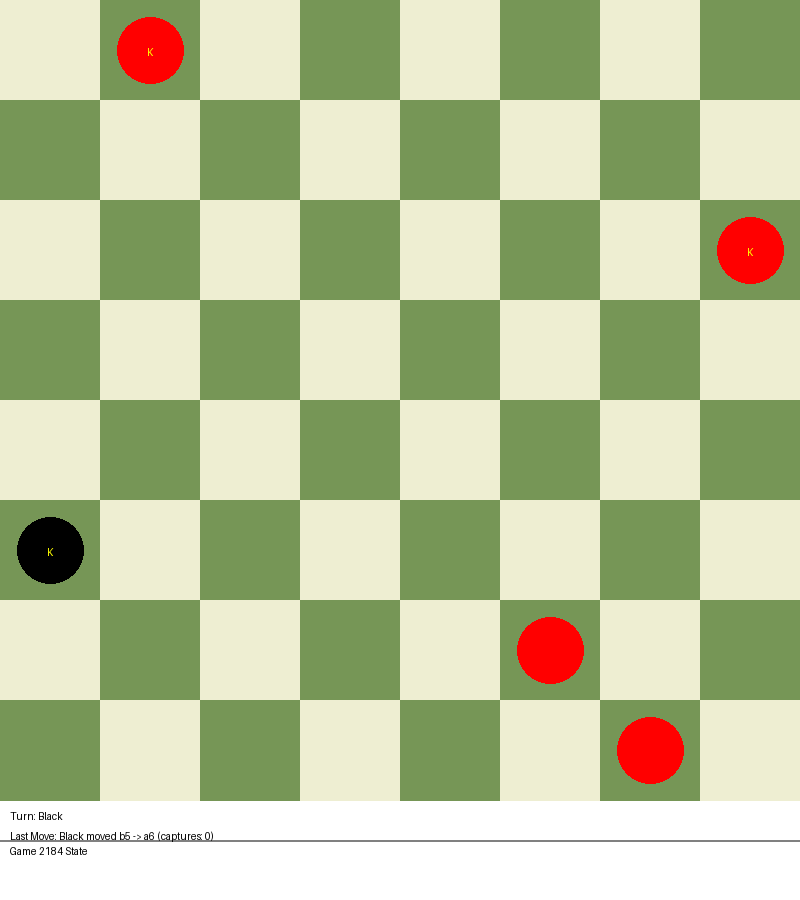 K
K
K
Turn: Black
Last Move: Black moved b5 -> a6 (captures: 0)
Game 2184 State